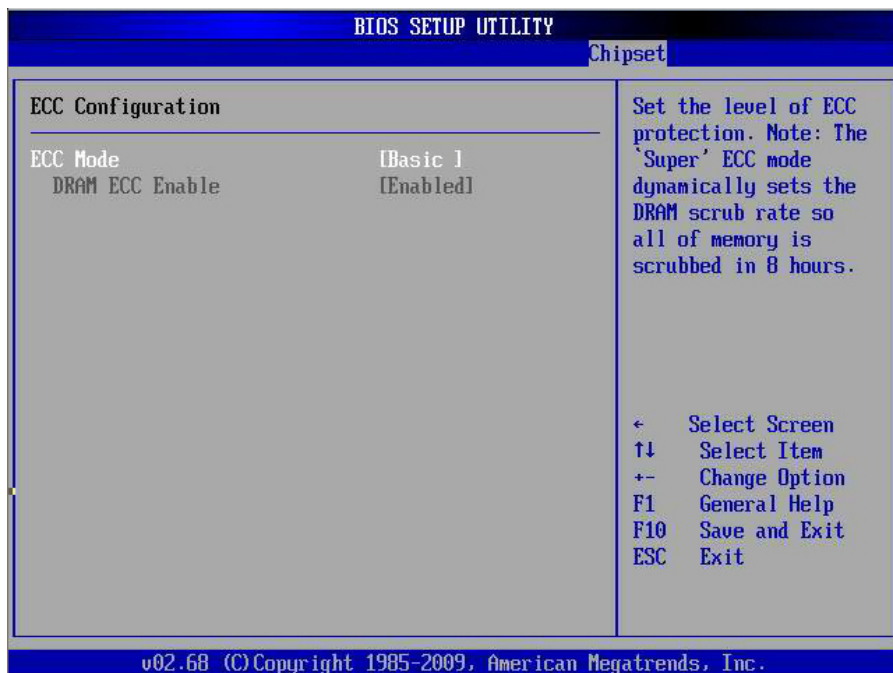 BIOS SETUP UTILITY
Chipset
ECC Configuration
ECC Mode [Basic ]
DRAM ECC Enable [Enabled]
Set the level of ECC
protection. Note: The
`Super' ECC mode
dynamically sets the
DRAM scrub rate so
all of memory is
scrubbed in 8 hours.
← Select Screen
↑↓ Select Item
+- Change Option
F1 General Help
F10 Save and Exit
ESC Exit
v02.68 (C)Copyright 1985-2009, American Megatrends, Inc.